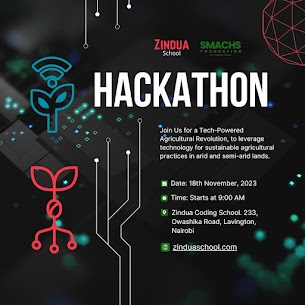 ZINDUA
School
SMACHS
FOUNDATION
HACKATHON
Join Us for a Tech-Powered
Agricultural Revolution, to leverage
technology for sustainable agricultural
practices in arid and semi-arid lands.
Date: 18th November, 2023
Time: Starts at 9:00 AM
Zindua Coding School. 233,
Owashika Road, Lavington,
Nairobi
zinduaschool.com